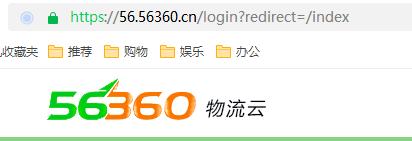 https://56.56360.cn/login?redirect=/index
收藏夹 推荐 购物 娱乐 办公
56360 物流云